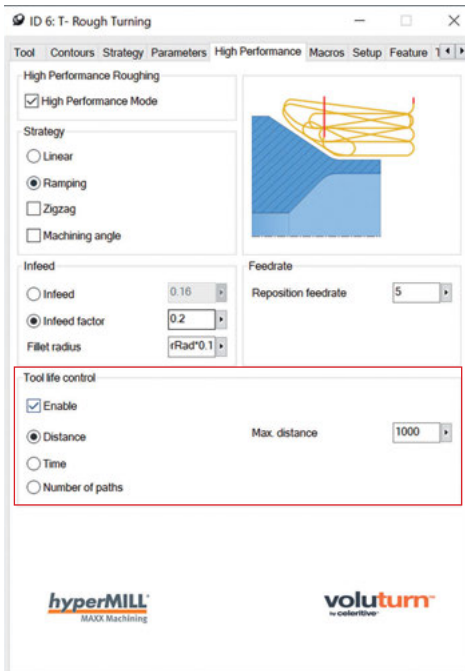 ID 6: T- Rough Turning
Tool Contours Strategy Parameters High Performance Macros Setup Feature
High Performance Roughing
High Performance Mode
Strategy
Linear
Ramping
Zigzag
Machining angle
Infeed
Infeed 0.16
Infeed factor 0.2
Fillet radius rRad*0.1
Feedrate
Reposition feedrate 5
Tool life control
Enable
Distance
Max. distance 1000
Time
Number of paths
hyperMILL
MAXX Machining
voluturn™
by celeritive